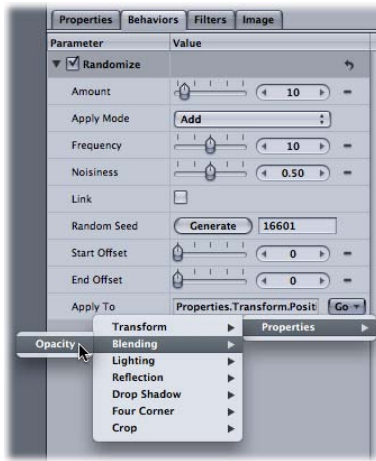 Properties Behaviors Filters Image
Parameter Value
Randomize
Amount 10
Apply Mode Add
Frequency 10
Noisiness 0.50
Link
Random Seed Generate 16601
Start Offset 0
End Offset 0
Apply To Properties.Transform.Posit Go
Transform Properties
Opacity Blending
Lighting
Reflection
Drop Shadow
Four Corner
Crop